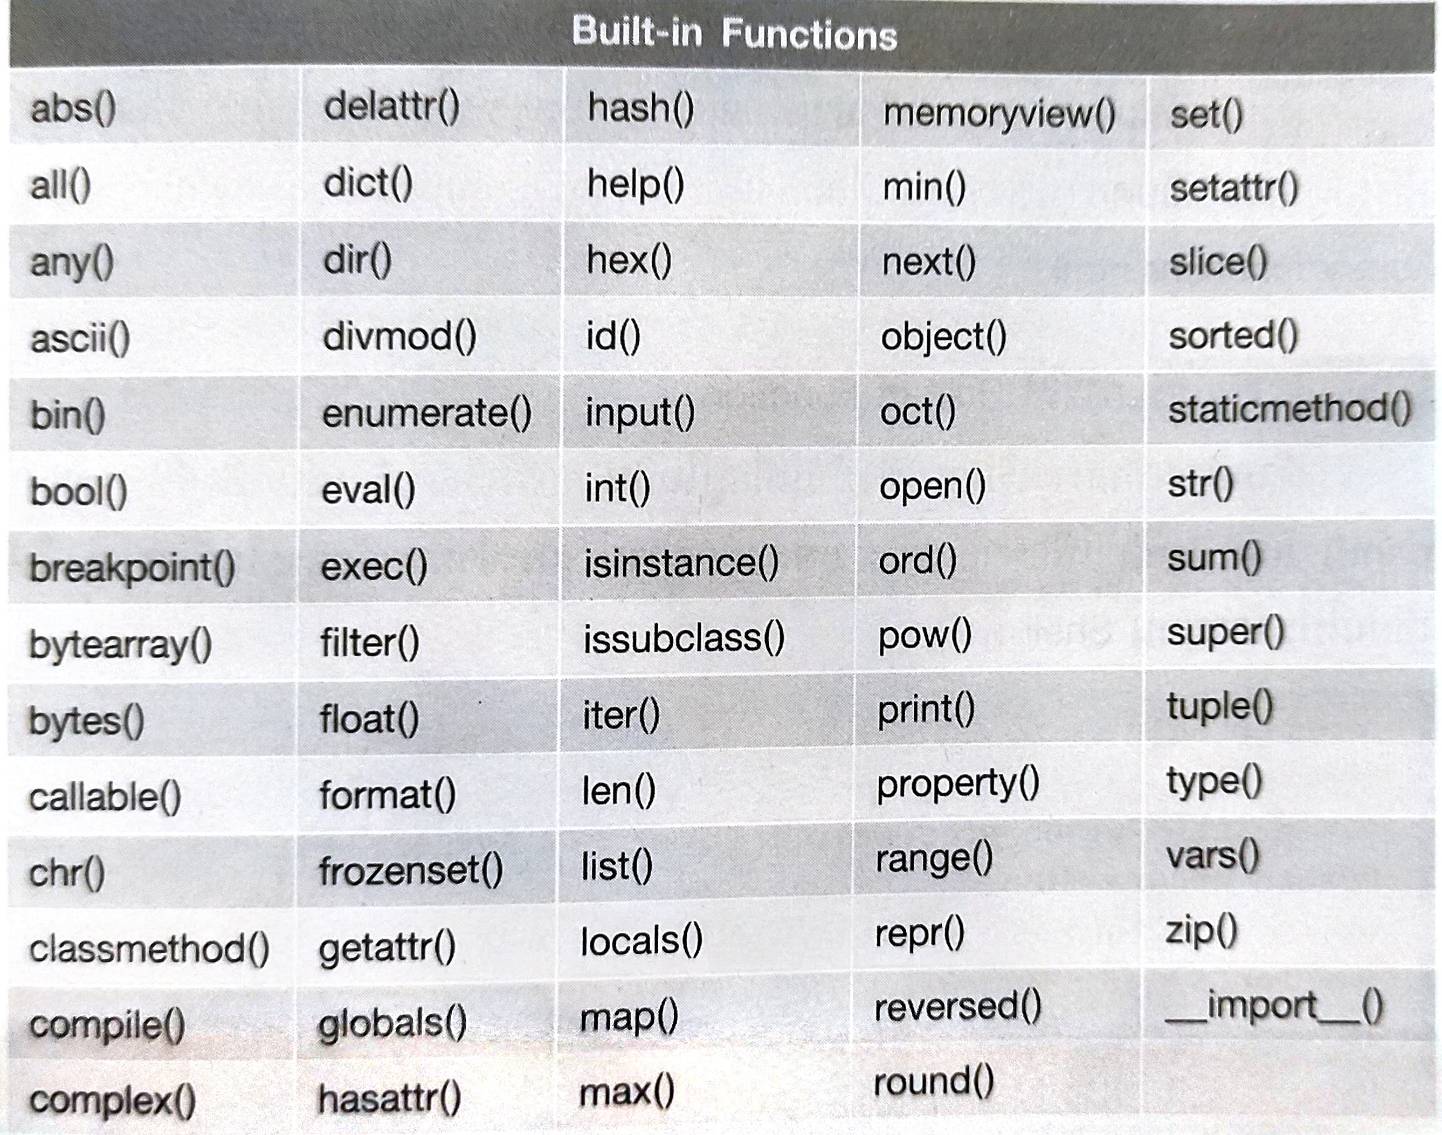 Built-in Functions
abs() delattr() hash() memoryview() set()
all() dict() help() min() setattr()
any() dir() hex() next() slice()
ascii() divmod() id() object() sorted()
bin() enumerate() input() oct() staticmethod()
bool() eval() int() open() str()
breakpoint() exec() isinstance() ord() sum()
bytearray() filter() issubclass() pow() super()
bytes() float() iter() print() tuple()
callable() format() len() property() type()
chr() frozenset() list() range() vars()
classmethod() getattr() locals() repr() zip()
compile() globals() map() reversed() __import__()
complex() hasattr() max() round()